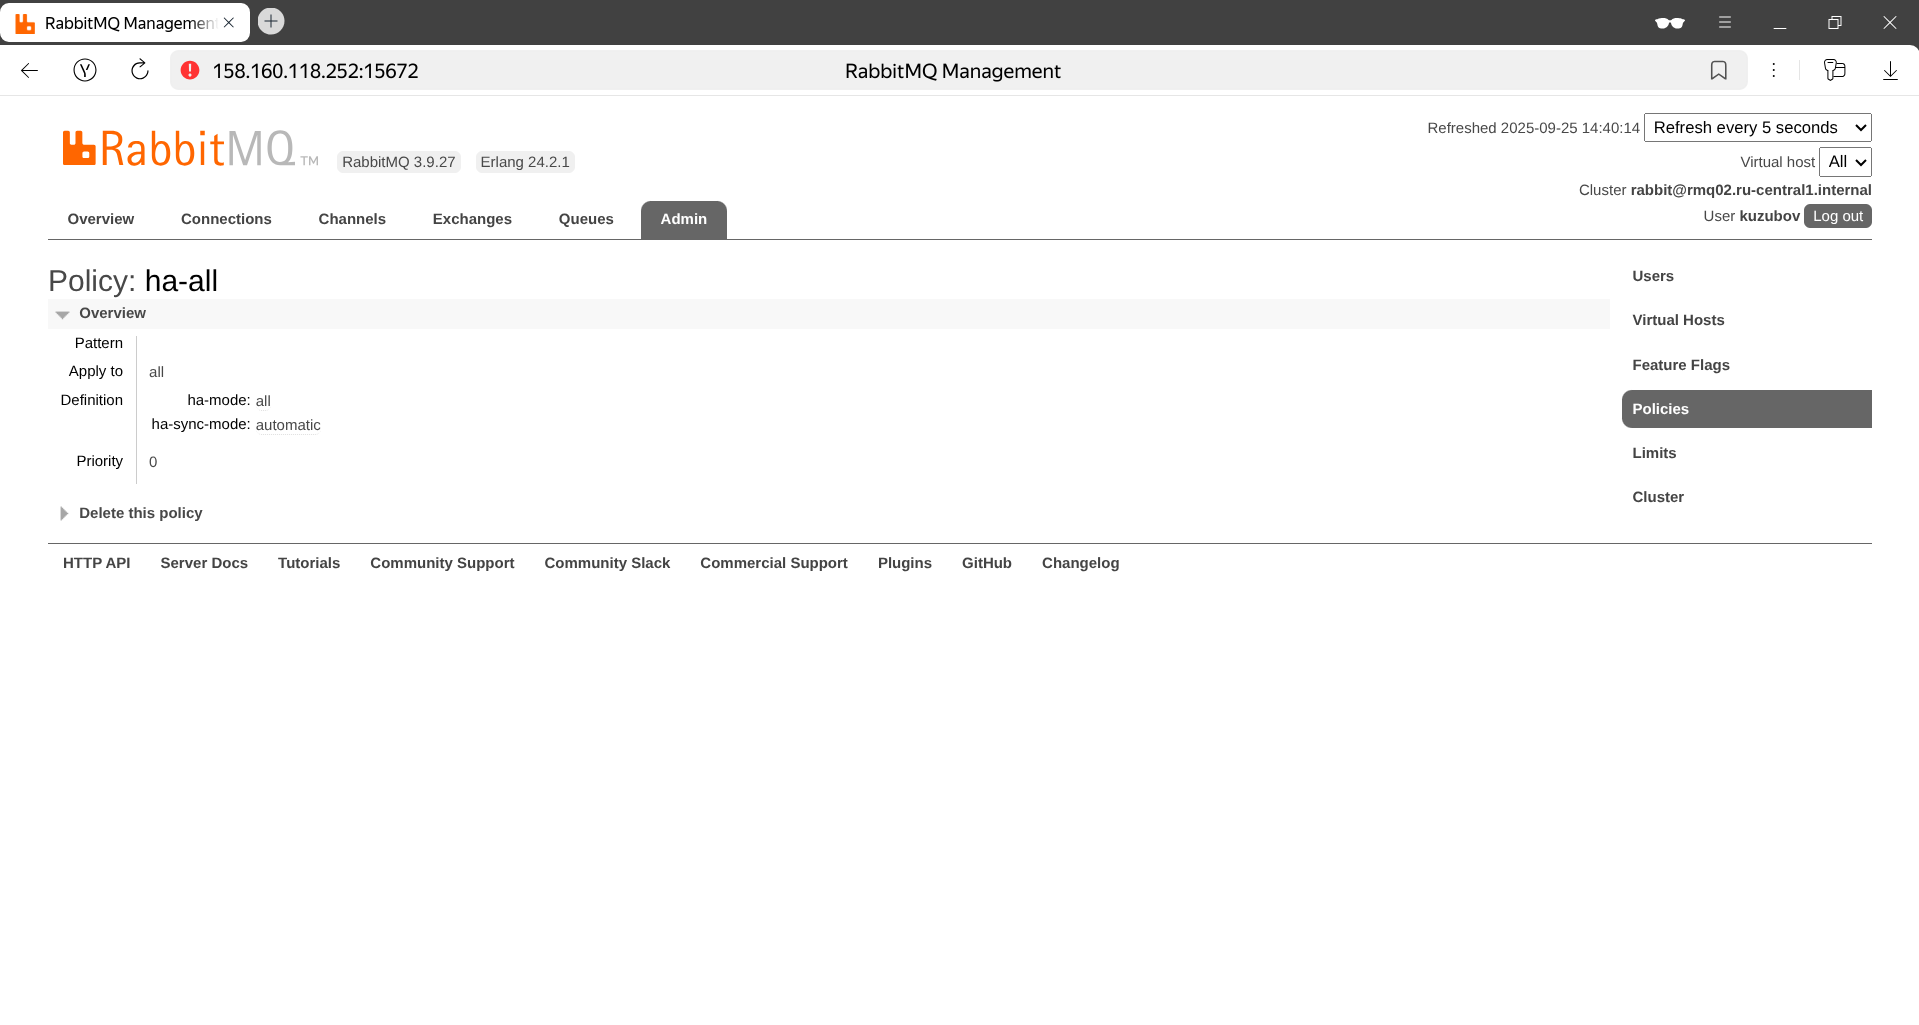 RabbitMQ Managemen
158.160.118.252:15672
RabbitMQ Management
RabbitMQ TM
RabbitMQ 3.9.27
Erlang 24.2.1
Refreshed 2025-09-25 14:40:14 Refresh every 5 seconds
Virtual host All
Cluster rabbit@rmq02.ru-central1.internal
User kuzubov Log out
Overview
Connections
Channels
Exchanges
Queues
Admin
Policy: ha-all
Overview
Pattern
Apply to all
Definition ha-mode: all
ha-sync-mode: automatic
Priority 0
Delete this policy
Users
Virtual Hosts
Feature Flags
Policies
Limits
Cluster
HTTP API
Server Docs
Tutorials
Community Support
Community Slack
Commercial Support
Plugins
GitHub
Changelog